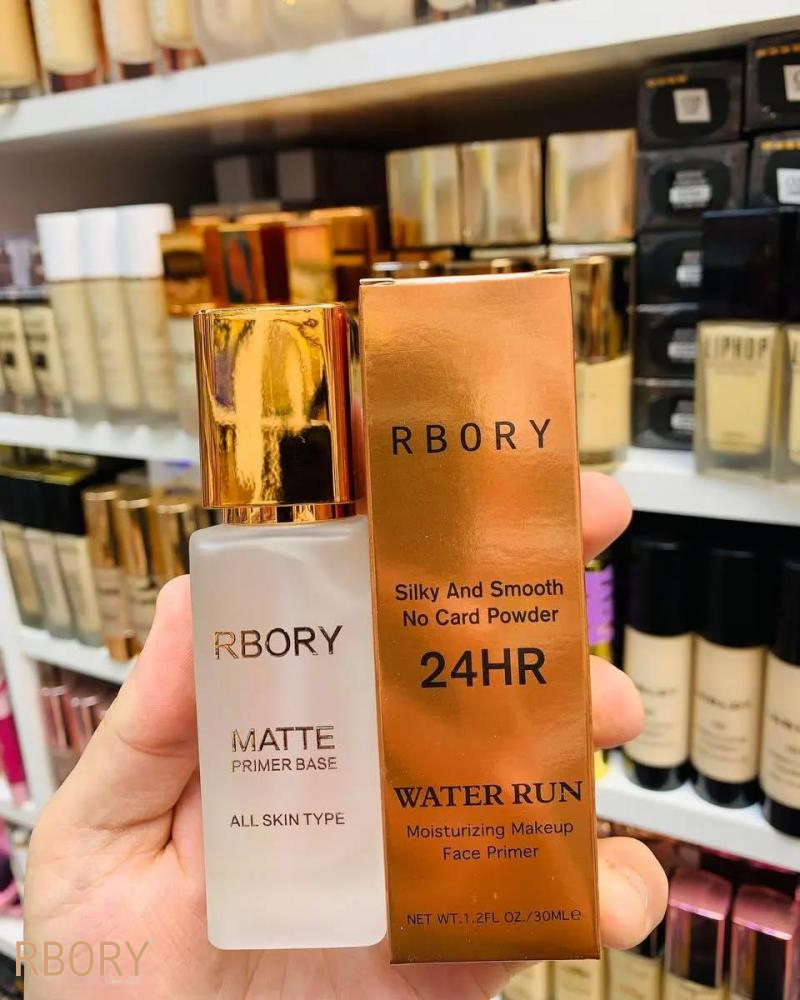 RBORY
MATTE
PRIMER BASE
ALL SKIN TYPE
RBORY
Silky And Smooth
No Card Powder
24HR
WATER RUN
Moisturizing Makeup
Face Primer
NET WT.1.2FL OZ./30MLe
LIPHOP
RBORY